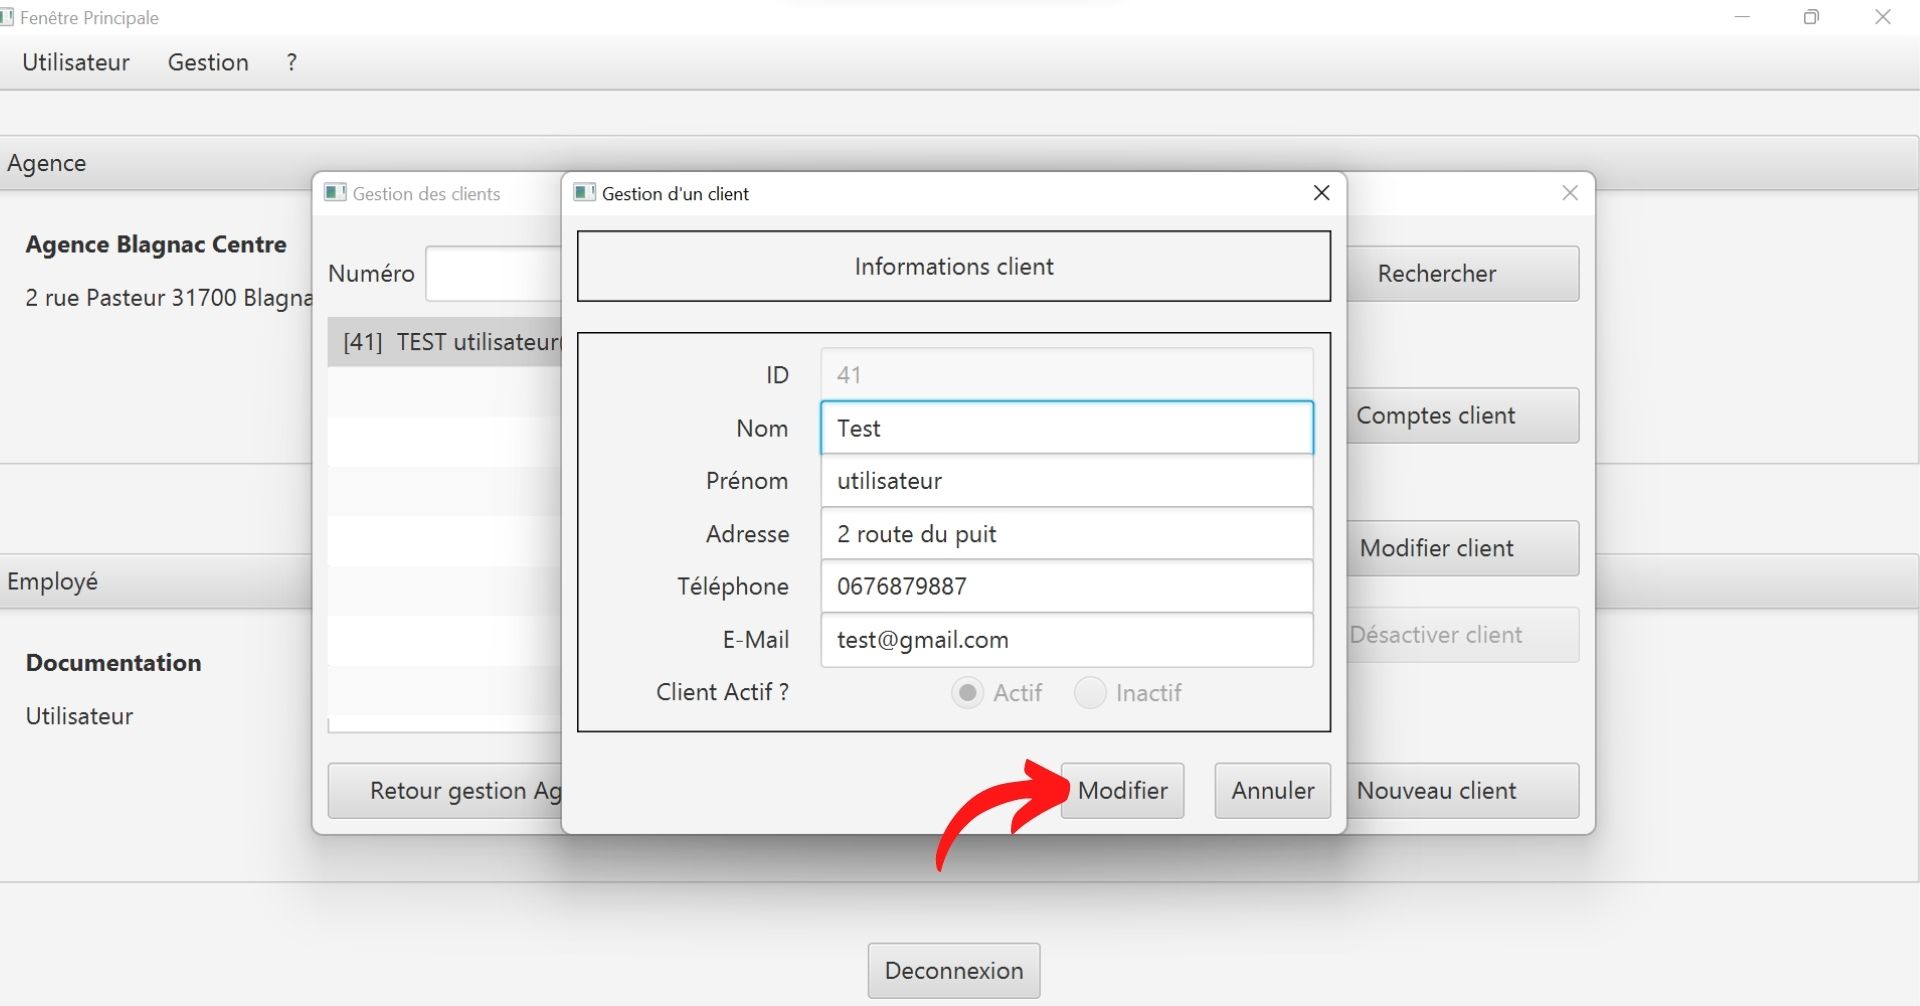 Fenêtre Principale
Utilisateur Gestion ?
Agence
Agence Blagnac Centre
2 rue Pasteur 31700 Blagna
Gestion des clients
Numéro
[41] TEST utilisateur(
Retour gestion Ag
Gestion d'un client
Informations client
ID 41
Nom Test
Prénom utilisateur
Adresse 2 route du puit
Téléphone 0676879887
E-Mail test@gmail.com
Client Actif ? Actif Inactif
Modifier Annuler
Rechercher
Comptes client
Modifier client
Désactiver client
Nouveau client
Employé
Documentation
Utilisateur
Deconnexion